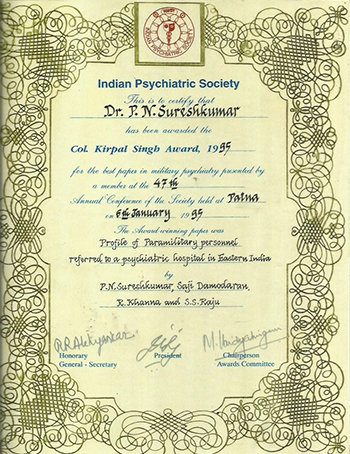 Indian Psychiatric Society
This is to certify that
Dr. P. N. Sureshkumar
has been awarded the
Col. Kirpal Singh Award, 1995
for the best paper in military psychiatry presented by
a member at the 47th
Annual Conference of the Society held at Patna
on 6th January 1995
The Award winning paper was
Profile of Paramilitary personnel
referred to a psychiatric hospital in Eastern India
by
P.N. Sureshkumar, Saji Damodaran,
R. Khanna and S.S. Raju
Honorary President Chairperson
General - Secretary Awards Committee